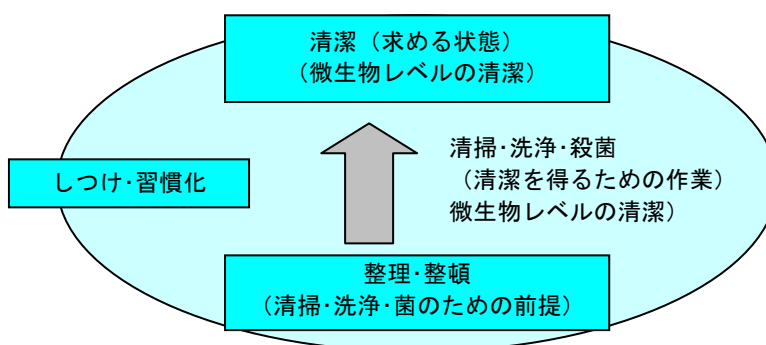 清潔（求める状態）
（微生物レベルの清潔）
清掃･洗浄･殺菌
（清潔を得るための作業）
微生物レベルの清潔）
しつけ･習慣化
整理･整頓
（清掃･洗浄･菌のための前提）